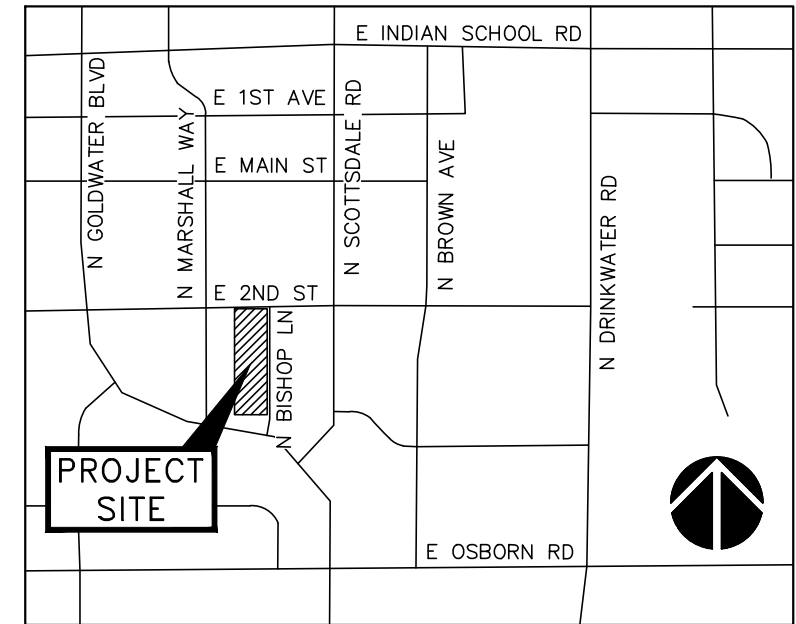 E INDIAN SCHOOL RD
N GOLDWATER BLVD
N MARSHALL WAY
E 1ST AVE
N SCOTTSDALE RD
E MAIN ST
N BROWN AVE
N DRINKWATER RD
E 2ND ST
N BISHOP LN
PROJECT
SITE
E OSBORN RD